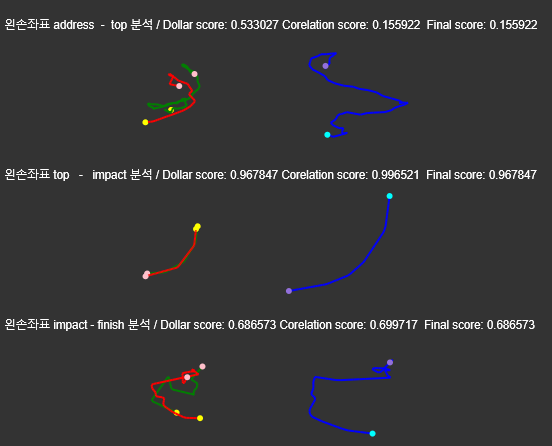 왼손좌표 address - top 분석 / Dollar score: 0.533027 Corelation score: 0.155922 Final score: 0.155922
왼손좌표 top - impact 분석 / Dollar score: 0.967847 Corelation score: 0.996521 Final score: 0.967847
왼손좌표 impact - finish 분석 / Dollar score: 0.686573 Corelation score: 0.699717 Final score: 0.686573